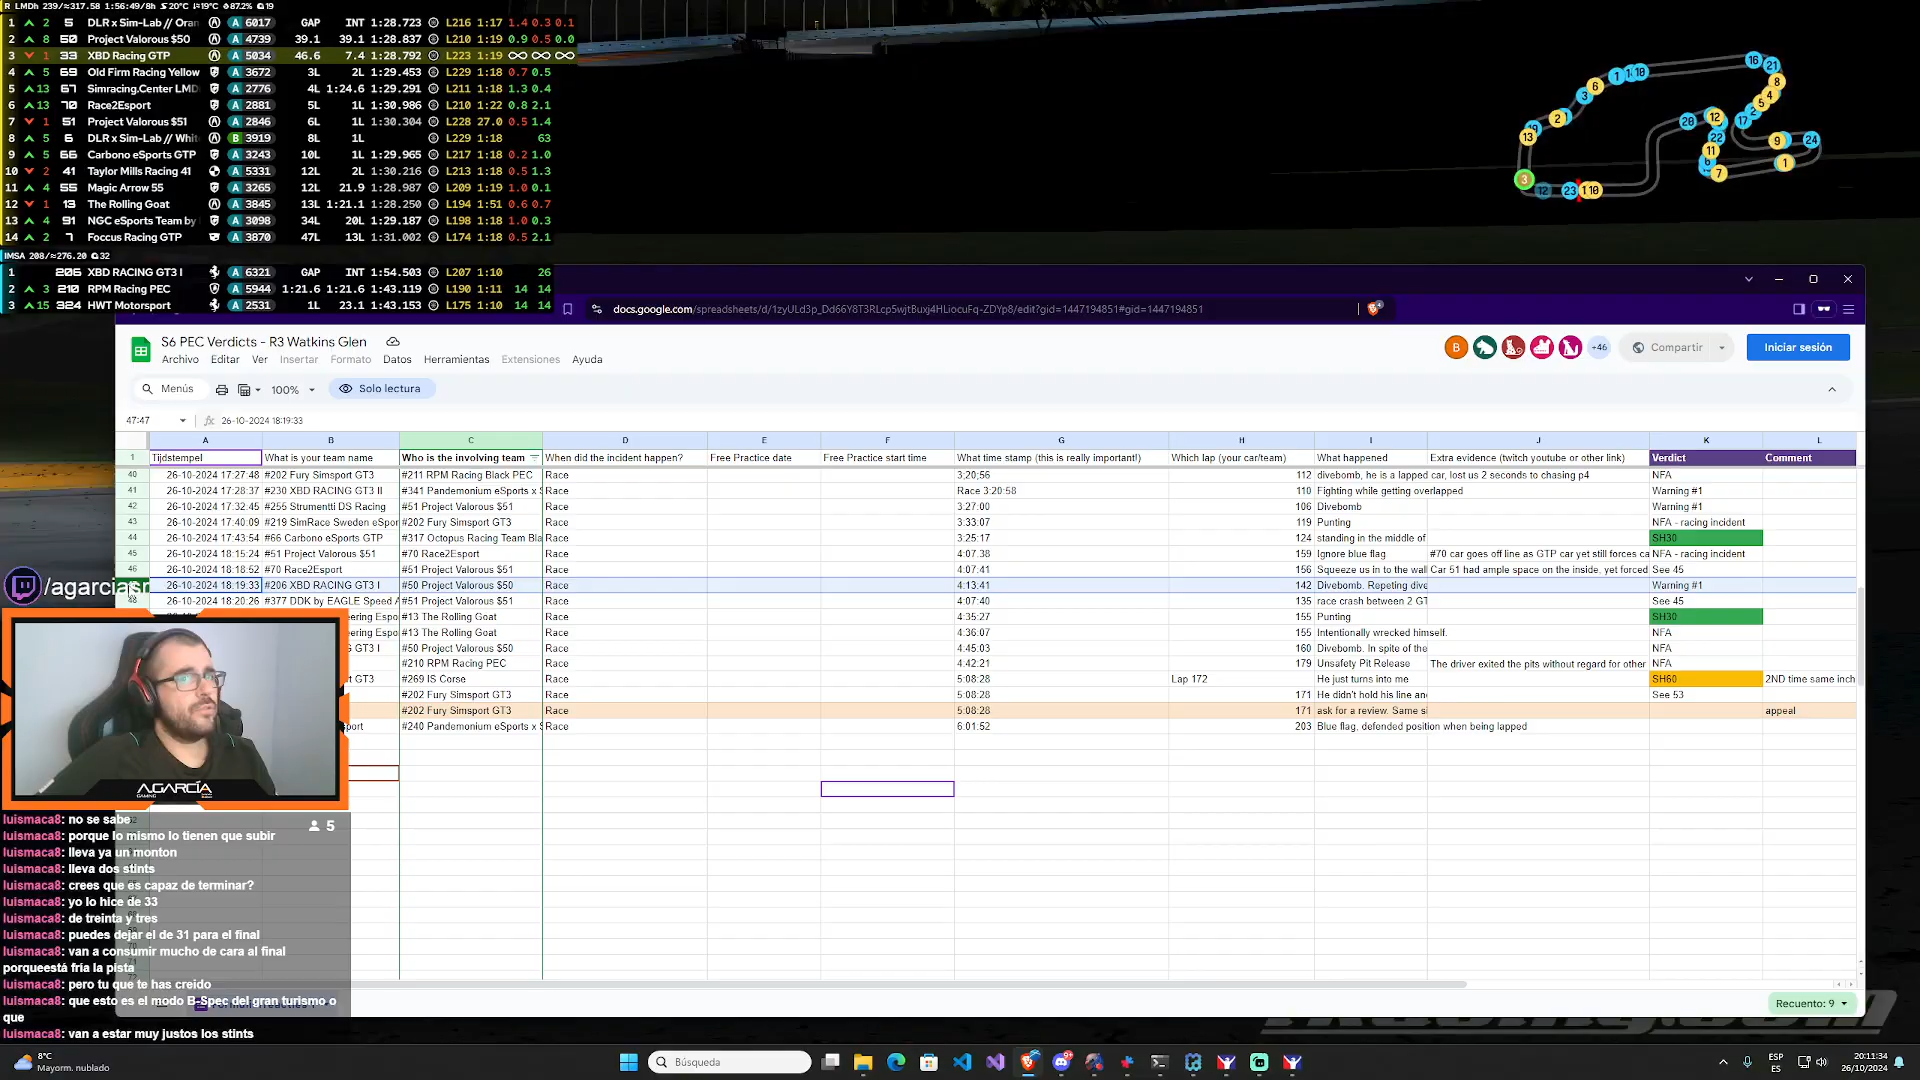 R LMDh 239/≈317.58 1:56:49/8h 20°C 19°C 87.2% 19
1 2 5 DLR x Sim-Lab // Oran A 6017 GAP INT 1:28.723 L216 1:17 1.4 0.3 0.1
2 8 50 Project Valorous $50 A 4739 39.1 39.1 1:28.837 L210 1:19 0.9 0.5 0.0
3 1 33 XBD Racing GTP A 5034 46.6 7.4 1:28.792 L223 1:19 ∞ ∞ ∞
4 5 69 Old Firm Racing Yellow A 3672 3L 2L 1:29.453 L229 1:18 0.7 0.5
5 13 67 Simracing.Center LMD A 2776 4L 1:24.6 1:29.291 L211 1:18 1.3 0.4
6 13 70 Race2Esport A 2881 5L 1L 1:30.986 L210 1:22 0.8 2.1
7 1 51 Project Valorous $51 A 2846 6L 1L 1:30.304 L228 27.0 0.5 1.4
8 5 6 DLR x Sim-Lab // Whit B 3919 8L 1L L229 1:18 63
9 5 66 Carbono eSports GTP A 3243 10L 1L 1:29.965 L217 1:18 0.2 1.0
10 2 41 Taylor Mills Racing 41 A 5331 12L 2L 1:30.216 L213 1:18 0.5 1.3
11 4 55 Magic Arrow 55 A 3265 12L 21.9 1:28.987 L209 1:19 1.0 0.1
12 1 13 The Rolling Goat A 3845 13L 1:21.1 1:28.250 L194 1:51 0.6 0.7
13 4 91 NGC eSports Team by A 3098 34L 20L 1:29.187 L198 1:18 1.0 0.3
14 2 7 Foccus Racing GTP A 3870 47L 13L 1:31.002 L174 1:18 0.5 2.1
IMSA 208/≈276.20 32
1 206 XBD RACING GT3 I A 6321 GAP INT 1:54.503 L207 1:10 26
2 3 210 RPM Racing PEC A 5944 1:21.6 1:21.6 1:43.119 L190 1:11 14 14
3 15 324 HWT Motorsport A 2531 1L 23.1 1:43.153 L175 1:10 14 14
docs.google.com/spreadsheets/d/1zyULd3p_Dd66Y8T3RLcp5wjtBuxj4HLiocuFq-ZDYp8/edit?gid=1447194851#gid=1447194851
S6 PEC Verdicts - R3 Watkins Glen
Archivo Editar Ver Insertar Formato Datos Herramientas Extensiones Ayuda
B +46 Compartir Iniciar sesión
Menús 100% Solo lectura
47:47 fx 26-10-2024 18:19:33
A B C D E F G H I J K L
1 Tijdstempel What is your team name Who is the involving team When did the incident happen? Free Practice date Free Practice start time What time stamp (this is really important!) Which lap (your car/team) What happened Extra evidence (twitch youtube or other link) Verdict Comment
40 26-10-2024 17:27:48 #202 Fury Simsport GT3 #211 RPM Racing Black PEC Race 3;20;56 112 divebomb, he is a lapped car, lost us 2 seconds to chasing p4 NFA
41 26-10-2024 17:28:37 #230 XBD RACING GT3 II #341 Pandemonium eSports x S Race Race 3:20:58 110 Fighting while getting overlapped Warning #1
42 26-10-2024 17:32:45 #255 Strumentti DS Racing #51 Project Valorous $51 Race 3:27:00 106 Divebomb Warning #1
43 26-10-2024 17:40:09 #219 SimRace Sweden eSpor #202 Fury Simsport GT3 Race 3:33:07 119 Punting NFA - racing incident
44 26-10-2024 17:43:54 #66 Carbono eSports GTP #317 Octopus Racing Team Bla Race 3:25:17 124 standing in the middle of SH30
45 26-10-2024 18:15:24 #51 Project Valorous $51 #70 Race2Esport Race 4:07.38 159 Ignore blue flag #70 car goes off line as GTP car yet still forces ca NFA - racing incident
46 26-10-2024 18:18:52 #70 Race2Esport #51 Project Valorous $51 Race 4:07:41 156 Squeeze us in to the wal Car 51 had ample space on the inside, yet forced See 45
26-10-2024 18:19:33 #206 XBD RACING GT3 I #50 Project Valorous $50 Race 4:13:41 142 Divebomb. Repeting dive Warning #1
48 26-10-2024 18:20:26 #377 DDK by EAGLE Speed A #51 Project Valorous $51 Race 4:07:40 135 race crash between 2 GT See 45
eering Espo #13 The Rolling Goat Race 4:35:27 155 Punting SH30
eering Espo #13 The Rolling Goat Race 4:36:07 155 Intentionally wrecked himself. NFA
GT3 I #50 Project Valorous $50 Race 4:45:03 160 Divebomb. In spite of the NFA
#210 RPM Racing PEC Race 4:42:21 179 Unsafety Pit Release The driver exited the pits without regard for other NFA
GT3 #269 IS Corse Race 5:08:28 Lap 172 He just turns into me SH60 2ND time same inch
#202 Fury Simsport GT3 Race 5:08:28 171 He didn't hold his line an See 53
#202 Fury Simsport GT3 Race 5:08:28 171 ask for a review. Same si appeal
sport #240 Pandemonium eSports x S Race 6:01:52 203 Blue flag, defended position when being lapped
/agarciasr
AGARCÍA
GAMING
5
luismaca8: no se sabe
luismaca8: porque lo mismo lo tienen que subir
luismaca8: lleva ya un monton
luismaca8: lleva dos stints
luismaca8: crees que es capaz de terminar?
luismaca8: yo lo hice de 33
luismaca8: de treinta y tres
luismaca8: puedes dejar el de 31 para el final
luismaca8: van a consumir mucho de cara al final
porqueestá fría la pista
luismaca8: pero tu que te has creido
luismaca8: que esto es el modo B-Spec del gran turismo o
que
luismaca8: van a estar muy justos los stints
Recuento: 9
8°C
Mayorm. nublado
Búsqueda
ESP
ES
20:11:34
26/10/2024